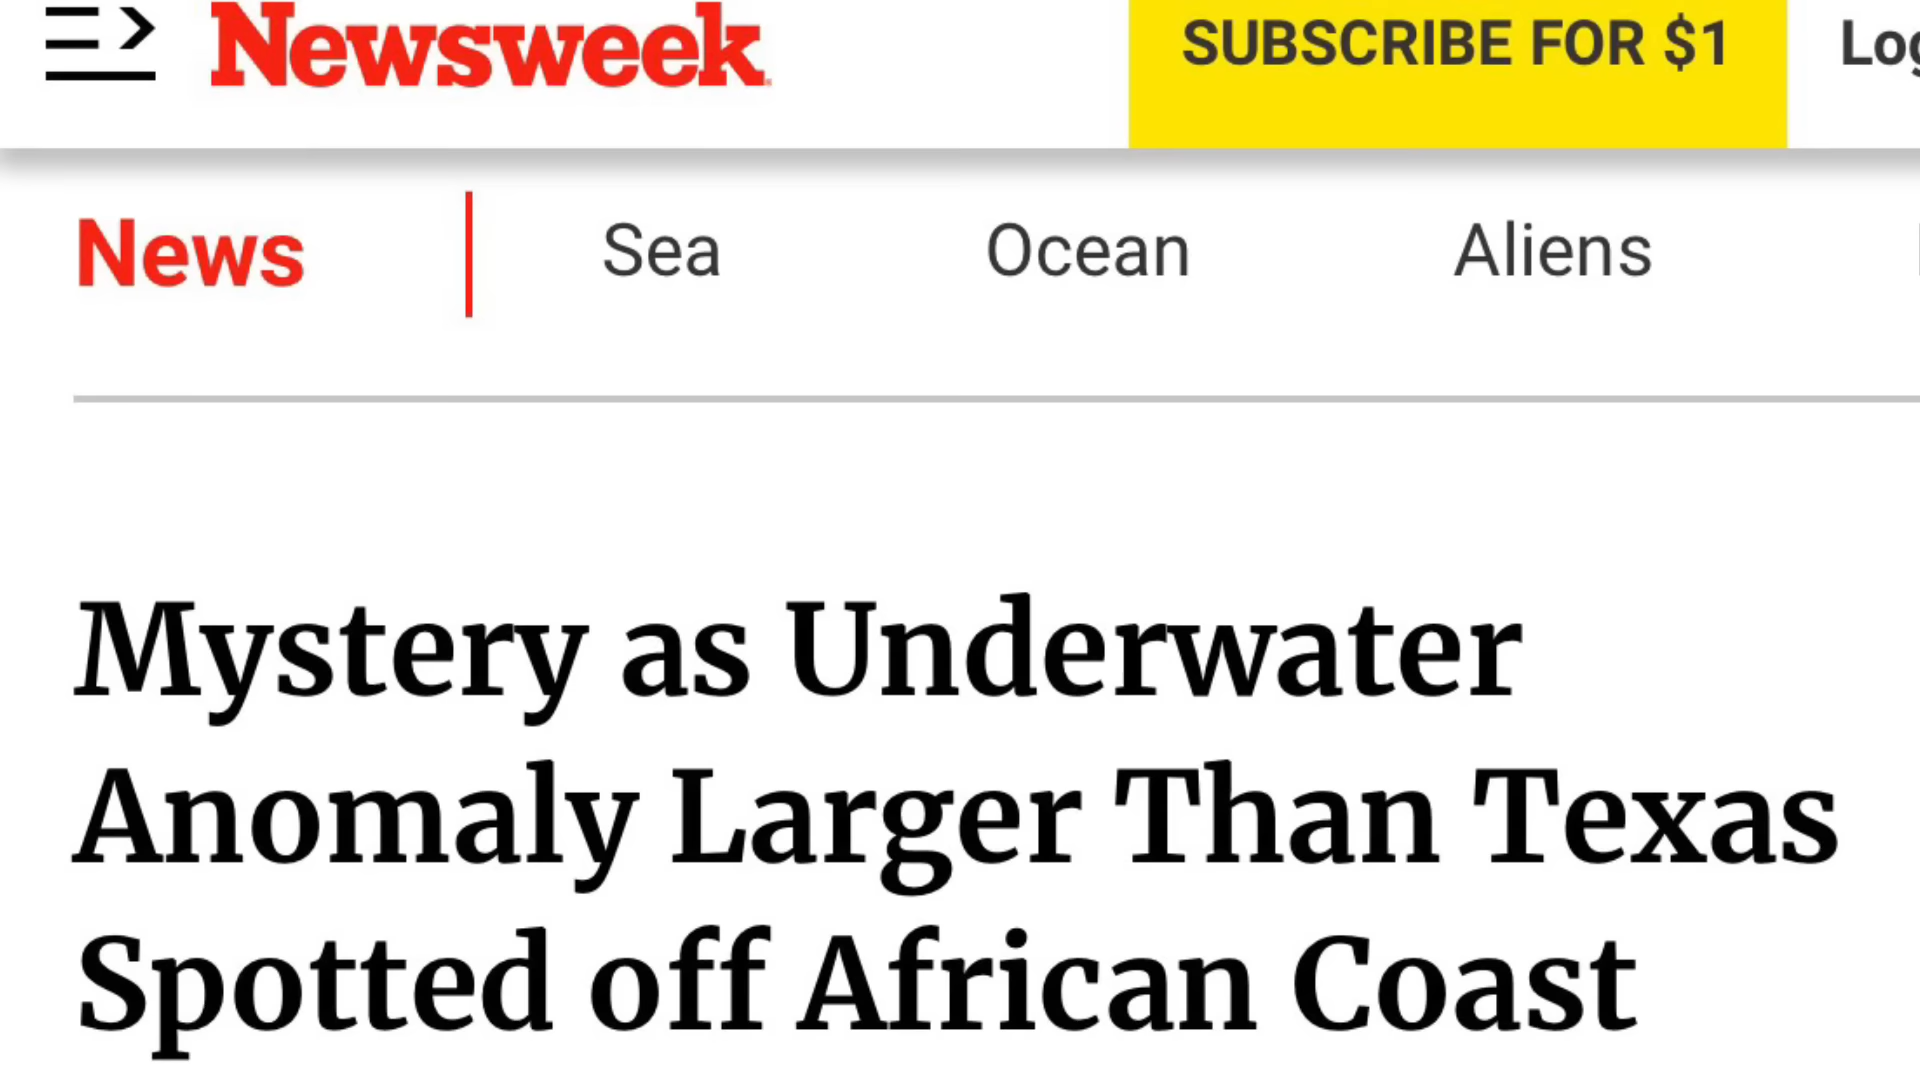 Newsweek
SUBSCRIBE FOR $1
News
Sea
Ocean
Aliens
Mystery as Underwater
Anomaly Larger Than Texas
Spotted off African Coast